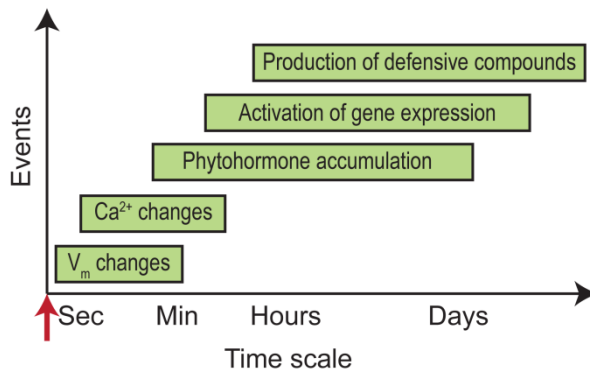 Production of defensive compounds
Activation of gene expression
Phytohormone accumulation
Ca²⁺ changes
Vₘ changes
Events
Sec Min Hours Days
Time scale